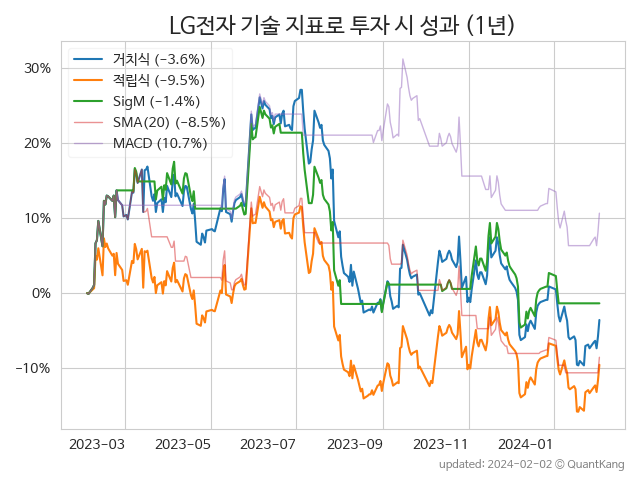 LG전자 기술 지표로 투자 시 성과 (1년)
거치식 (−3.6%)
적립식 (−9.5%)
SigM (−1.4%)
SMA(20) (−8.5%)
MACD (10.7%)
30%
20%
10%
0%
−10%
2023-03 2023-05 2023-07 2023-09 2023-11 2024-01
updated: 2024-02-02 © QuantKang